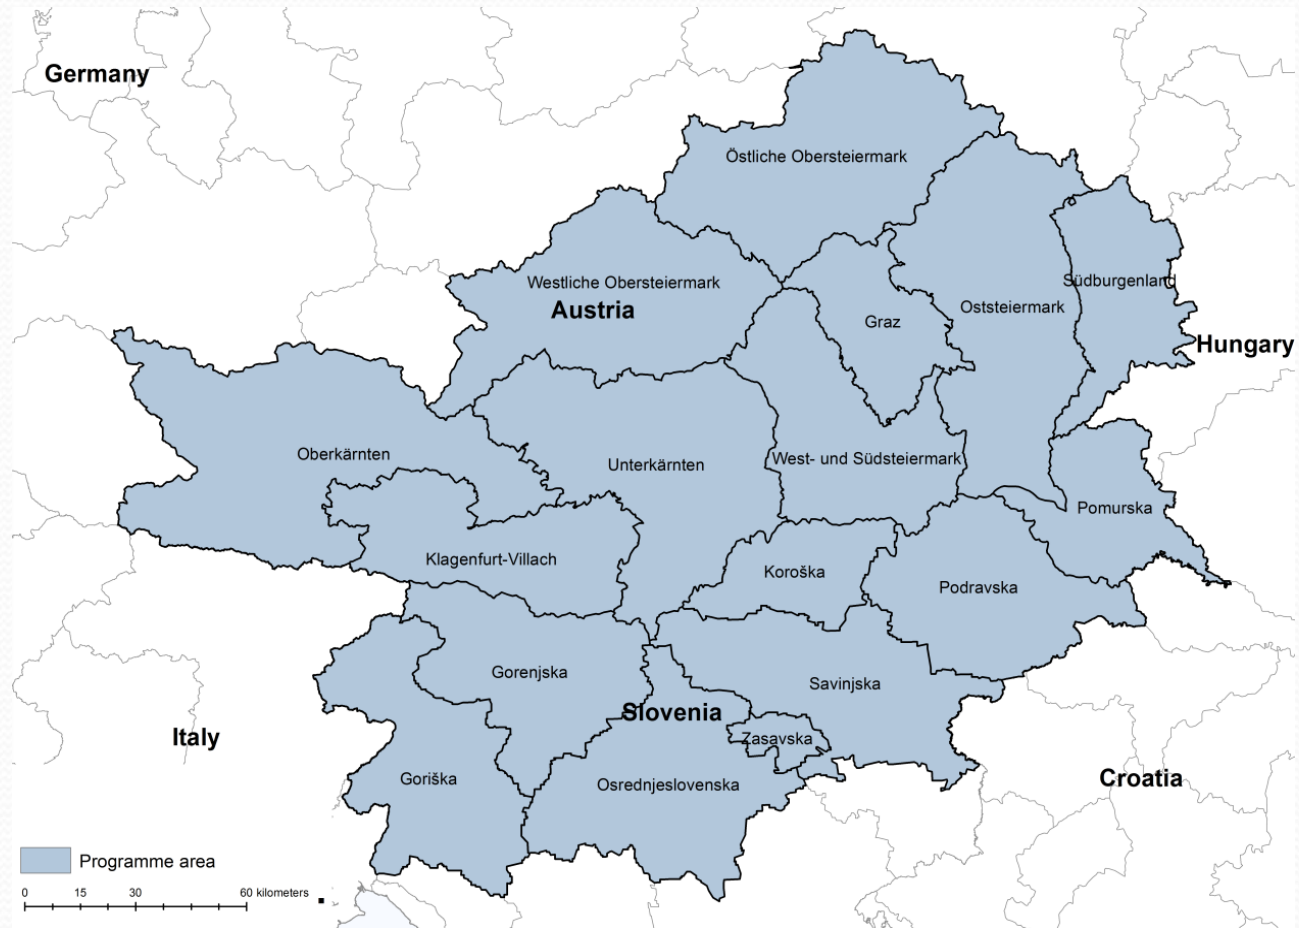 Germany
Östliche Obersteiermark
Westliche Obersteiermark
Austria
Südburgenland
Oststeiermark
Graz
Hungary
Oberkärnten
Unterkärnten
West- und Südsteiermark
Pomurska
Klagenfurt-Villach
Koroška
Podravska
Gorenjska
Savinjska
Slovenia
Italy
Zasavska
Goriška
Osrednjeslovenska
Croatia
Programme area
0 15 30 60 kilometers